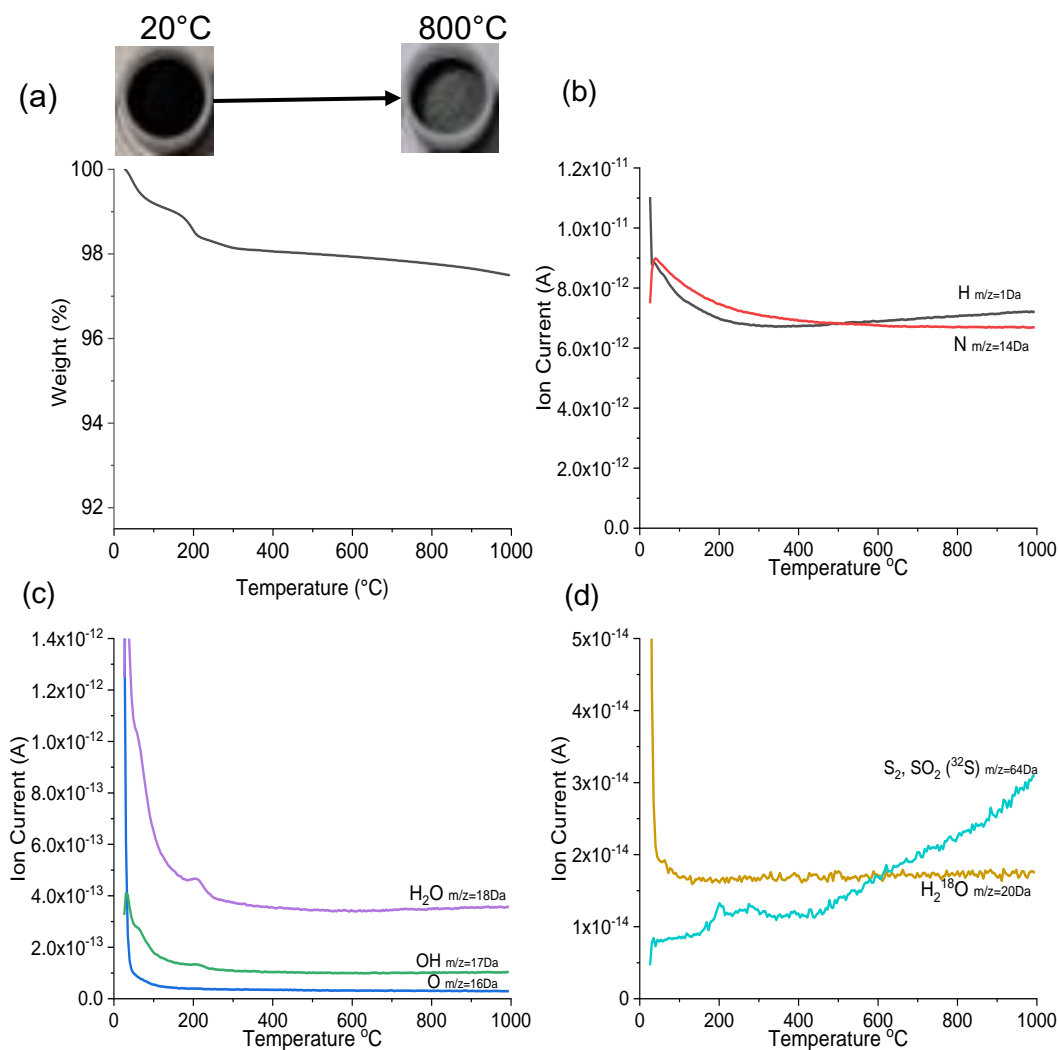 20°C
800°C
(a)
100
98
96
94
92
Weight (%)
0
200
400
600
800
1000
Temperature (°C)
(b)
1.2x10⁻¹¹
1.0x10⁻¹¹
8.0x10⁻¹²
6.0x10⁻¹²
4.0x10⁻¹²
2.0x10⁻¹²
0.0
Ion Current (A)
H m/z=1Da
N m/z=14Da
0
200
400
600
800
1000
Temperature ᵒC
(c)
1.4x10⁻¹²
1.2x10⁻¹²
1.0x10⁻¹²
8.0x10⁻¹³
6.0x10⁻¹³
4.0x10⁻¹³
2.0x10⁻¹³
0.0
Ion Current (A)
H₂O m/z=18Da
OH m/z=17Da
O m/z=16Da
0
200
400
600
800
1000
Temperature ᵒC
(d)
5x10⁻¹⁴
4x10⁻¹⁴
3x10⁻¹⁴
2x10⁻¹⁴
1x10⁻¹⁴
0
Ion Current (A)
S₂, SO₂ (³²S) m/z=64Da
H₂¹⁸O m/z=20Da
0
200
400
600
800
1000
Temperature ᵒC